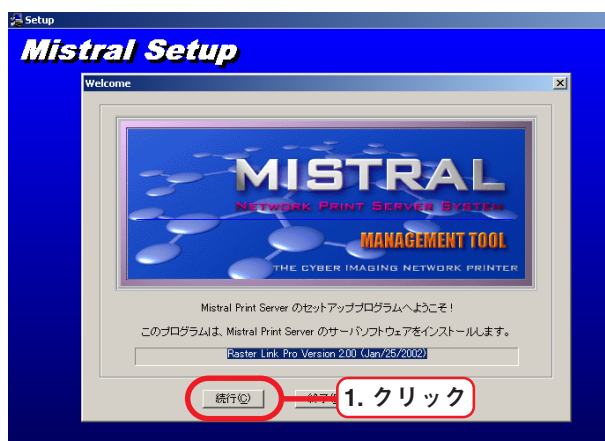 Setup
Mistral Setup
Welcome
MISTRAL
NETWORK PRINT SERVER SYSTEM
MANAGEMENT TOOL
THE CYBER IMAGING NETWORK PRINTER
Mistral Print Server のセットアッププログラムへようこそ！
このプログラムは、Mistral Print Server のサーバソフトウェアをインストールします。
Raster Link Pro Version 2.00 (Jan/25/2002)
続行(C)
1. クリック